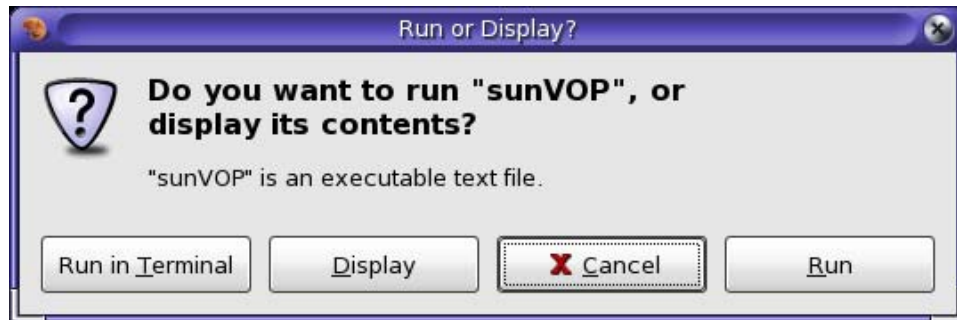 Run or Display?
Do you want to run "sunVOP", or
display its contents?
"sunVOP" is an executable text file.
Run in Terminal
Display
Cancel
Run